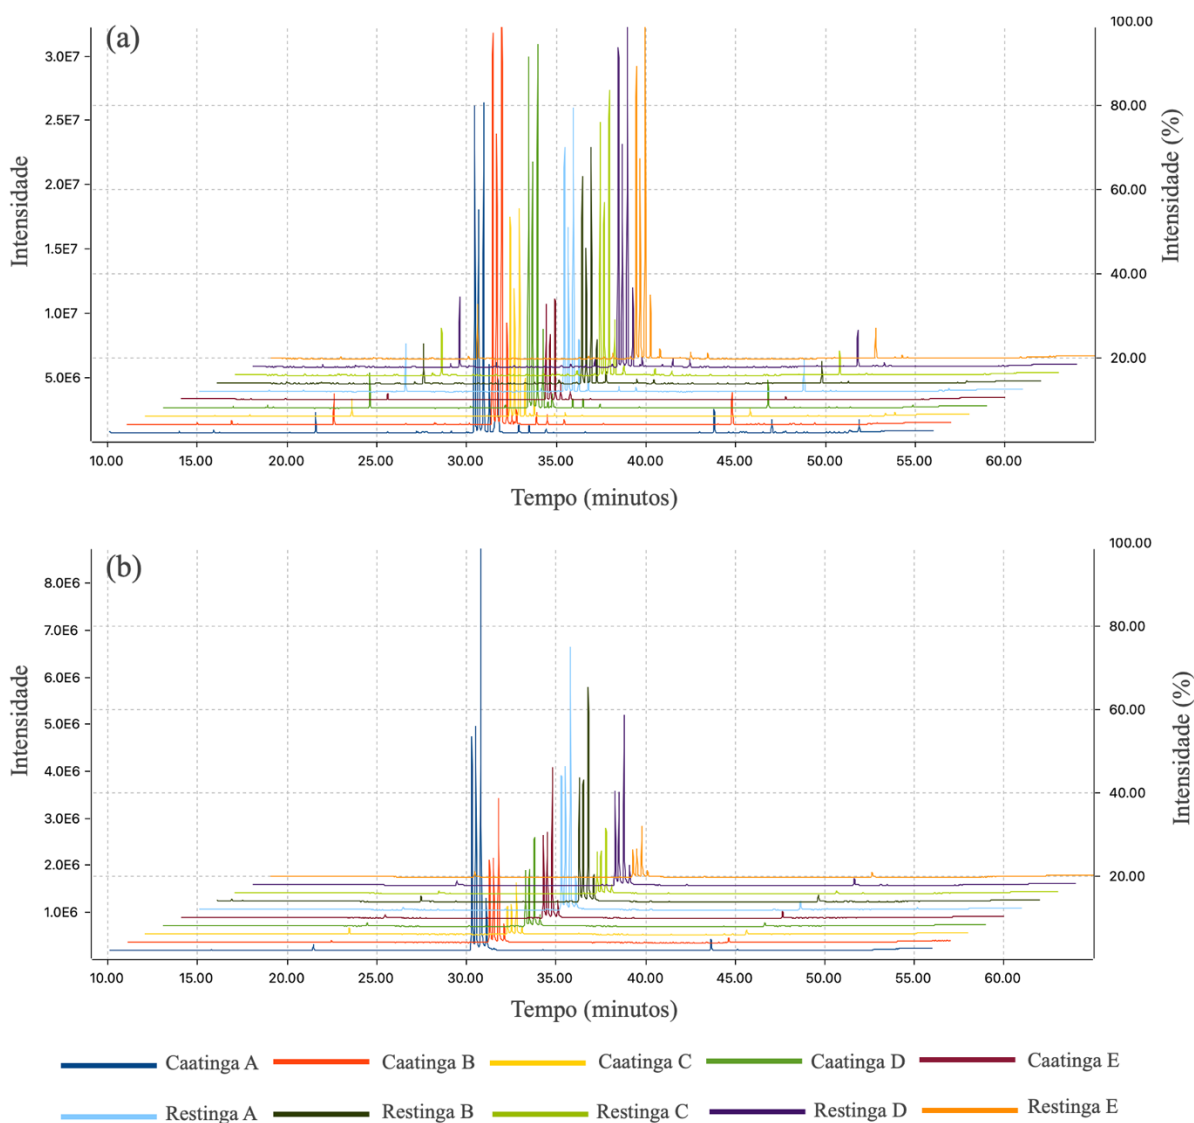 (a)
100.00
3.0E7
80.00
2.5E7
2.0E7
60.00
1.5E7
40.00
1.0E7
20.00
5.0E6
Intensidade
Intensidade (%)
10.00 15.00 20.00 25.00 30.00 35.00 40.00 45.00 50.00 55.00 60.00
Tempo (minutos)
(b)
100.00
8.0E6
80.00
7.0E6
6.0E6
60.00
5.0E6
4.0E6
40.00
3.0E6
2.0E6
20.00
1.0E6
Intensidade
Intensidade (%)
10.00 15.00 20.00 25.00 30.00 35.00 40.00 45.00 50.00 55.00 60.00
Tempo (minutos)
Caatinga A Caatinga B Caatinga C Caatinga D Caatinga E
Restinga A Restinga B Restinga C Restinga D Restinga E